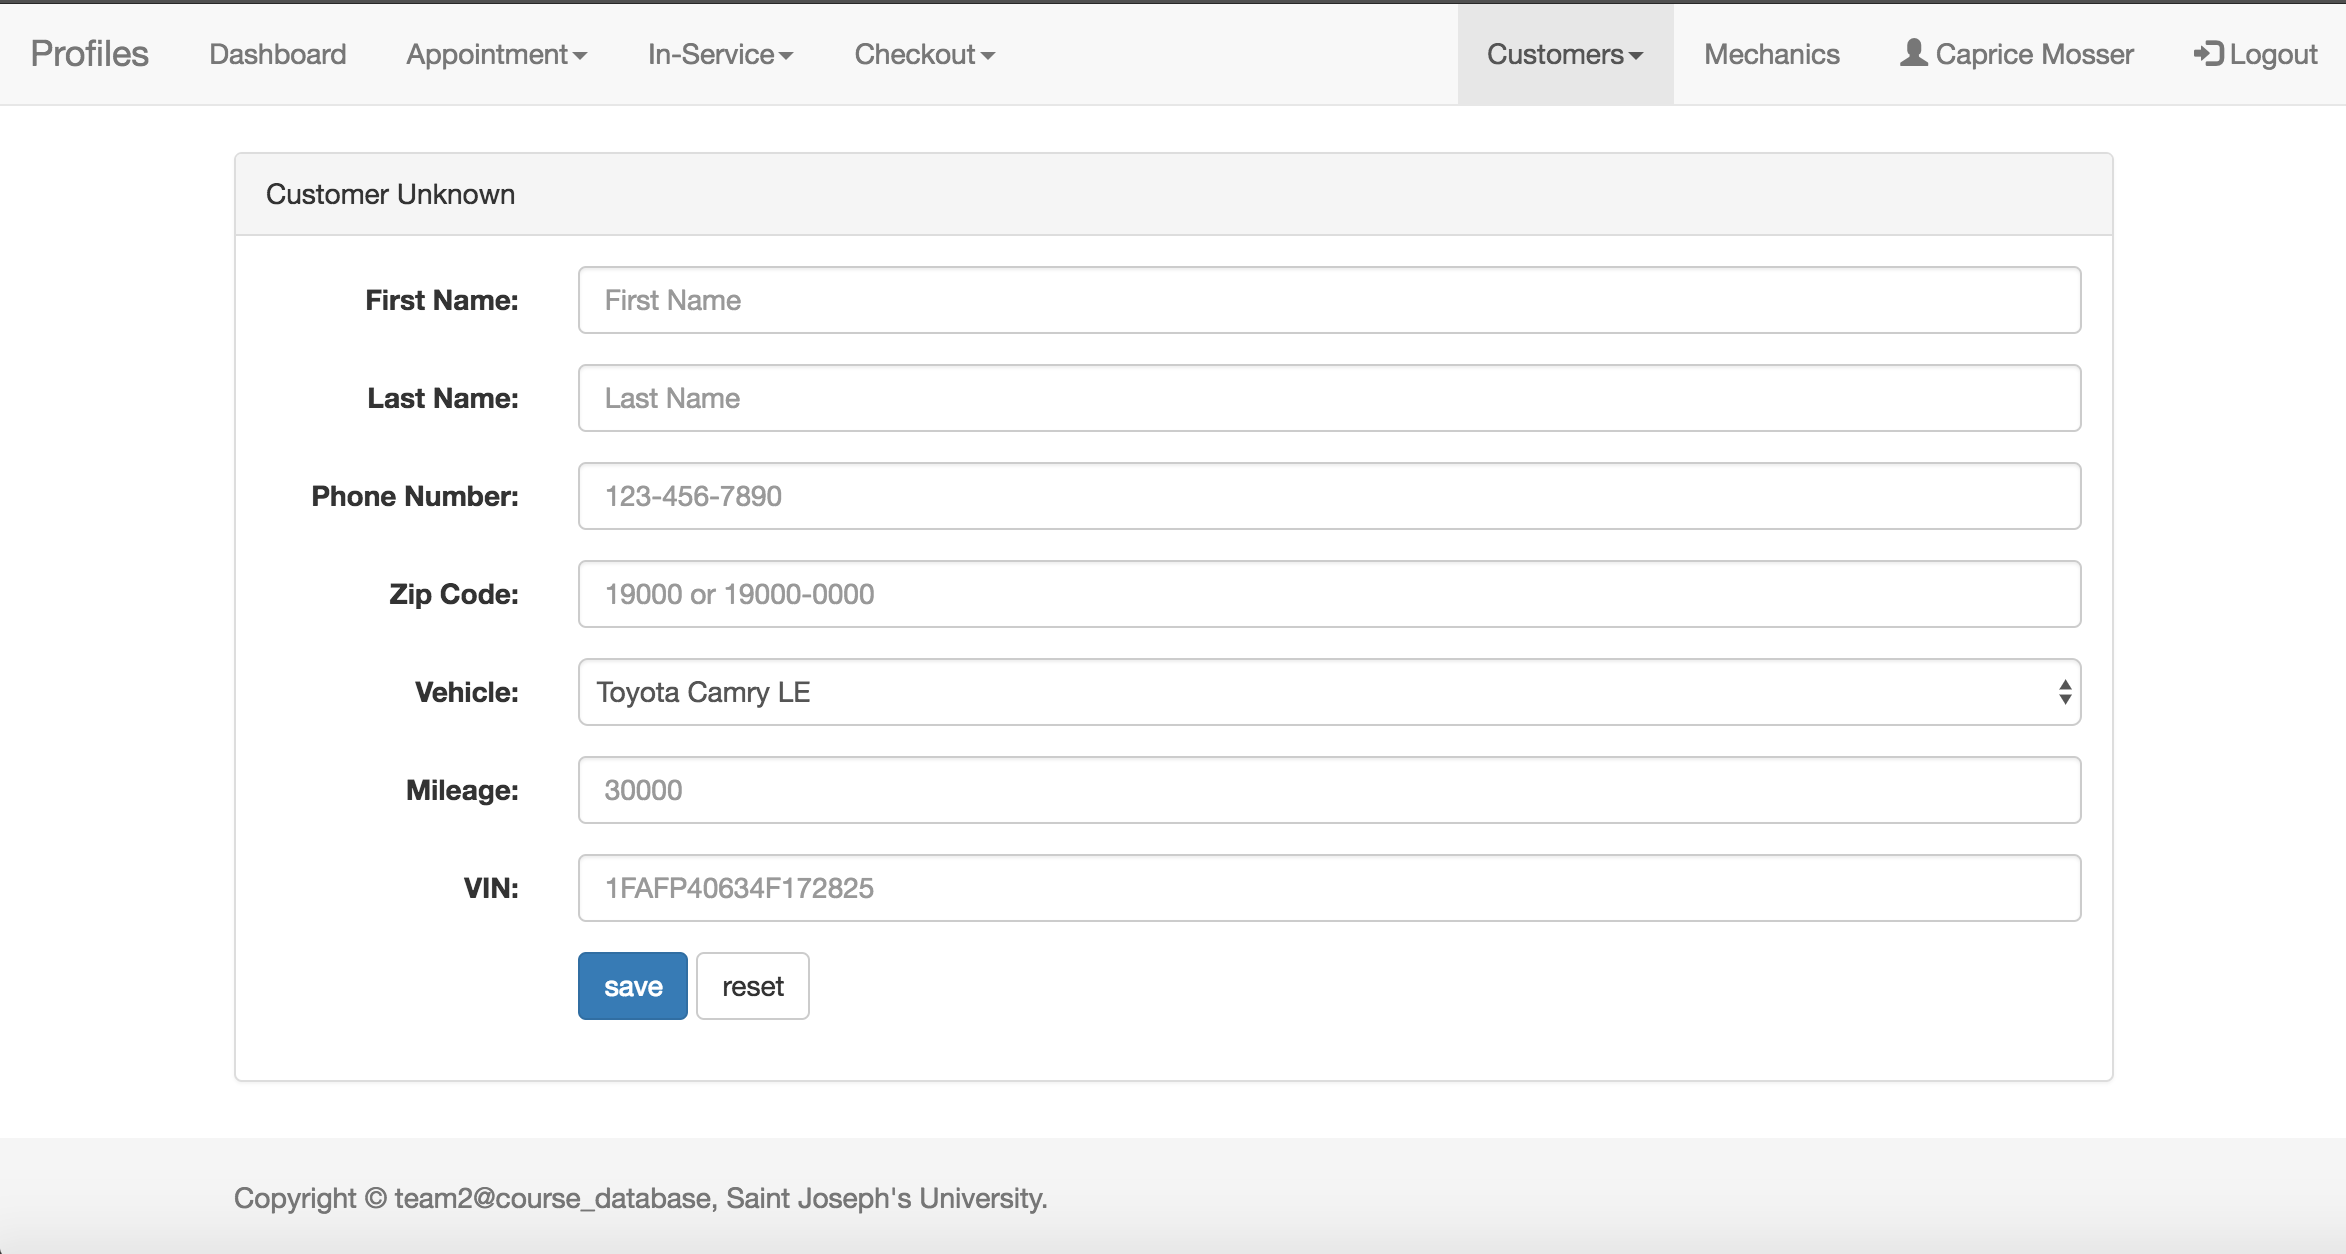 Profiles Dashboard Appointment In-Service Checkout Customers Mechanics Caprice Mosser Logout
Customer Unknown
First Name: First Name
Last Name: Last Name
Phone Number: 123-456-7890
Zip Code: 19000 or 19000-0000
Vehicle: Toyota Camry LE
Mileage: 30000
VIN: 1FAFP40634F172825
save reset
Copyright © team2@course_database, Saint Joseph's University.